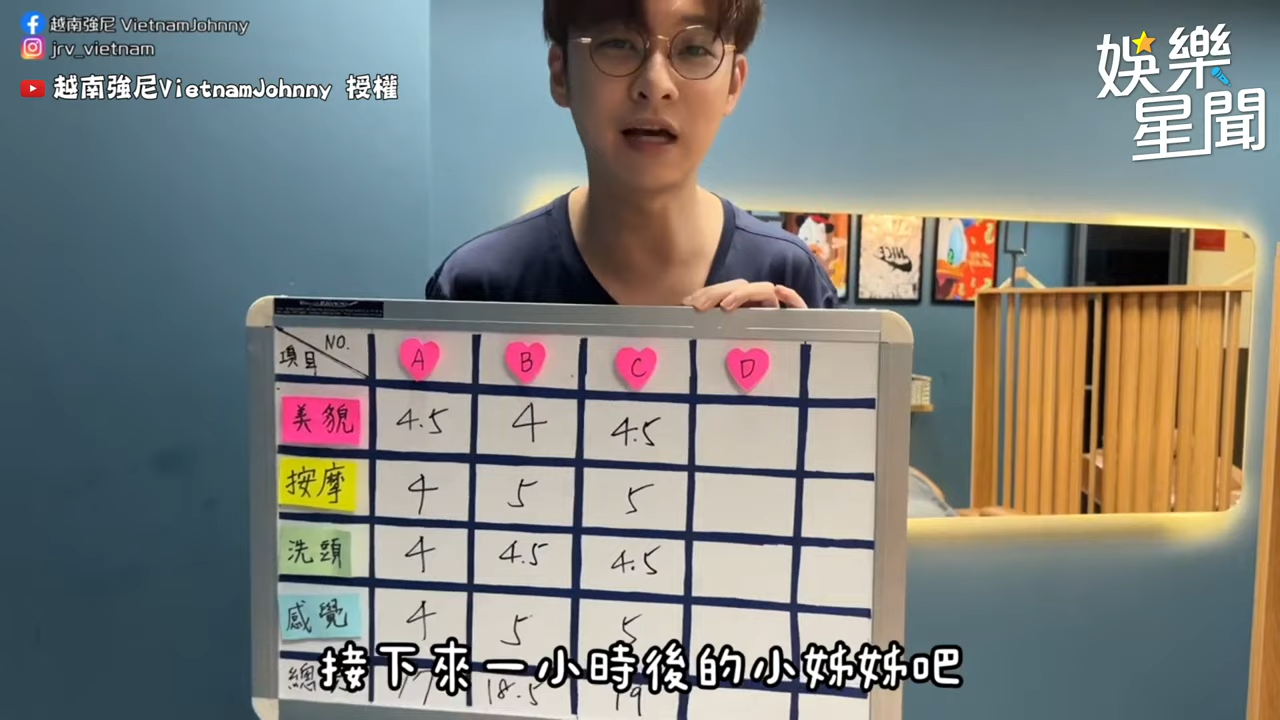 越南強尼 VietnamJohnny
jrv_vietnam
越南強尼VietnamJohnny 授權
娛樂
星聞
NICE
項目 NO. A B C D
美貌 4.5 4 4.5
按摩 4 5 5
洗頭 4 4.5 4.5
感覺 4 5 5
總 17 18.5 19
接下來一小時後的小姊姊吧